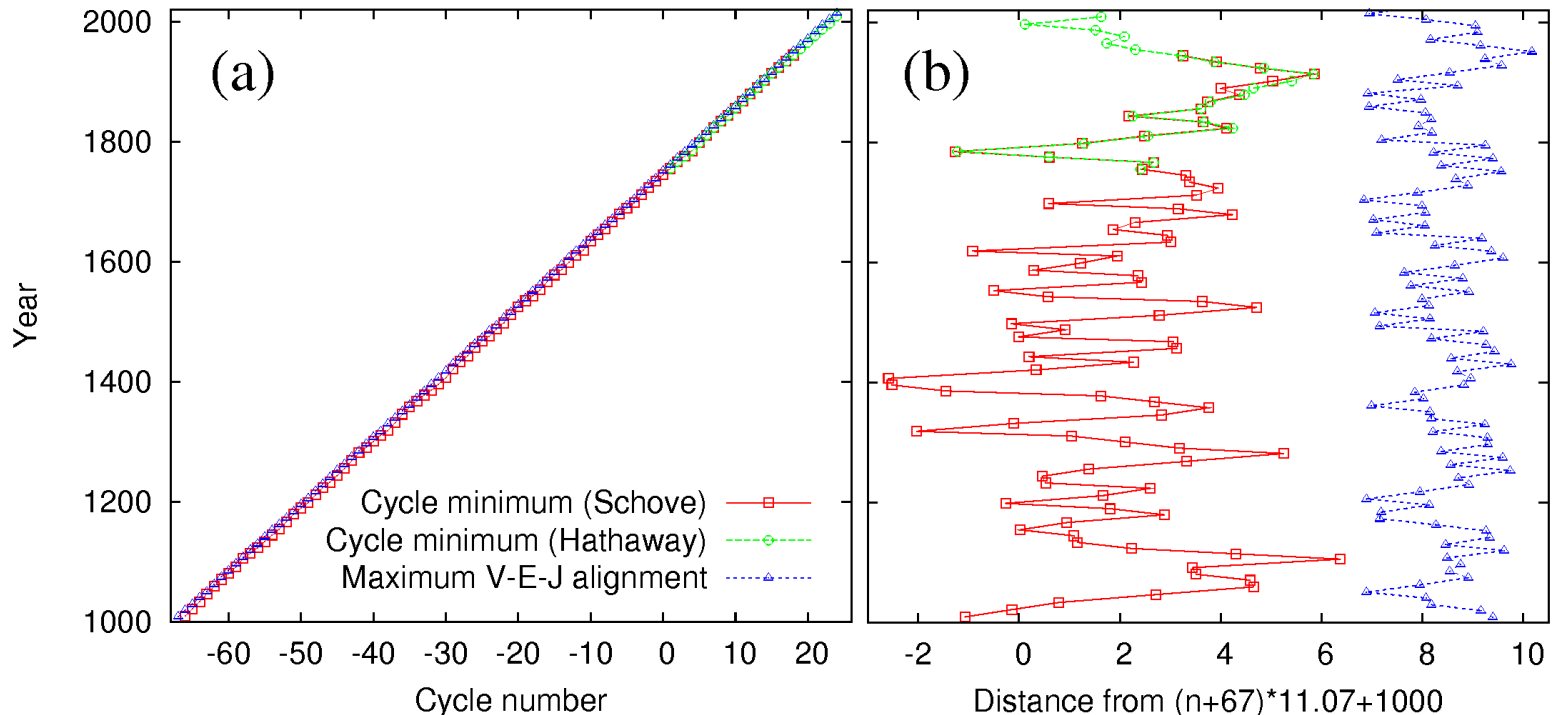 (a)
2000
1800
1600
1400
1200
1000
Year
Cycle minimum (Schove)
Cycle minimum (Hathaway)
Maximum V-E-J alignment
-60 -50 -40 -30 -20 -10 0 10 20
Cycle number
(b)
-2 0 2 4 6 8 10
Distance from (n+67)*11.07+1000